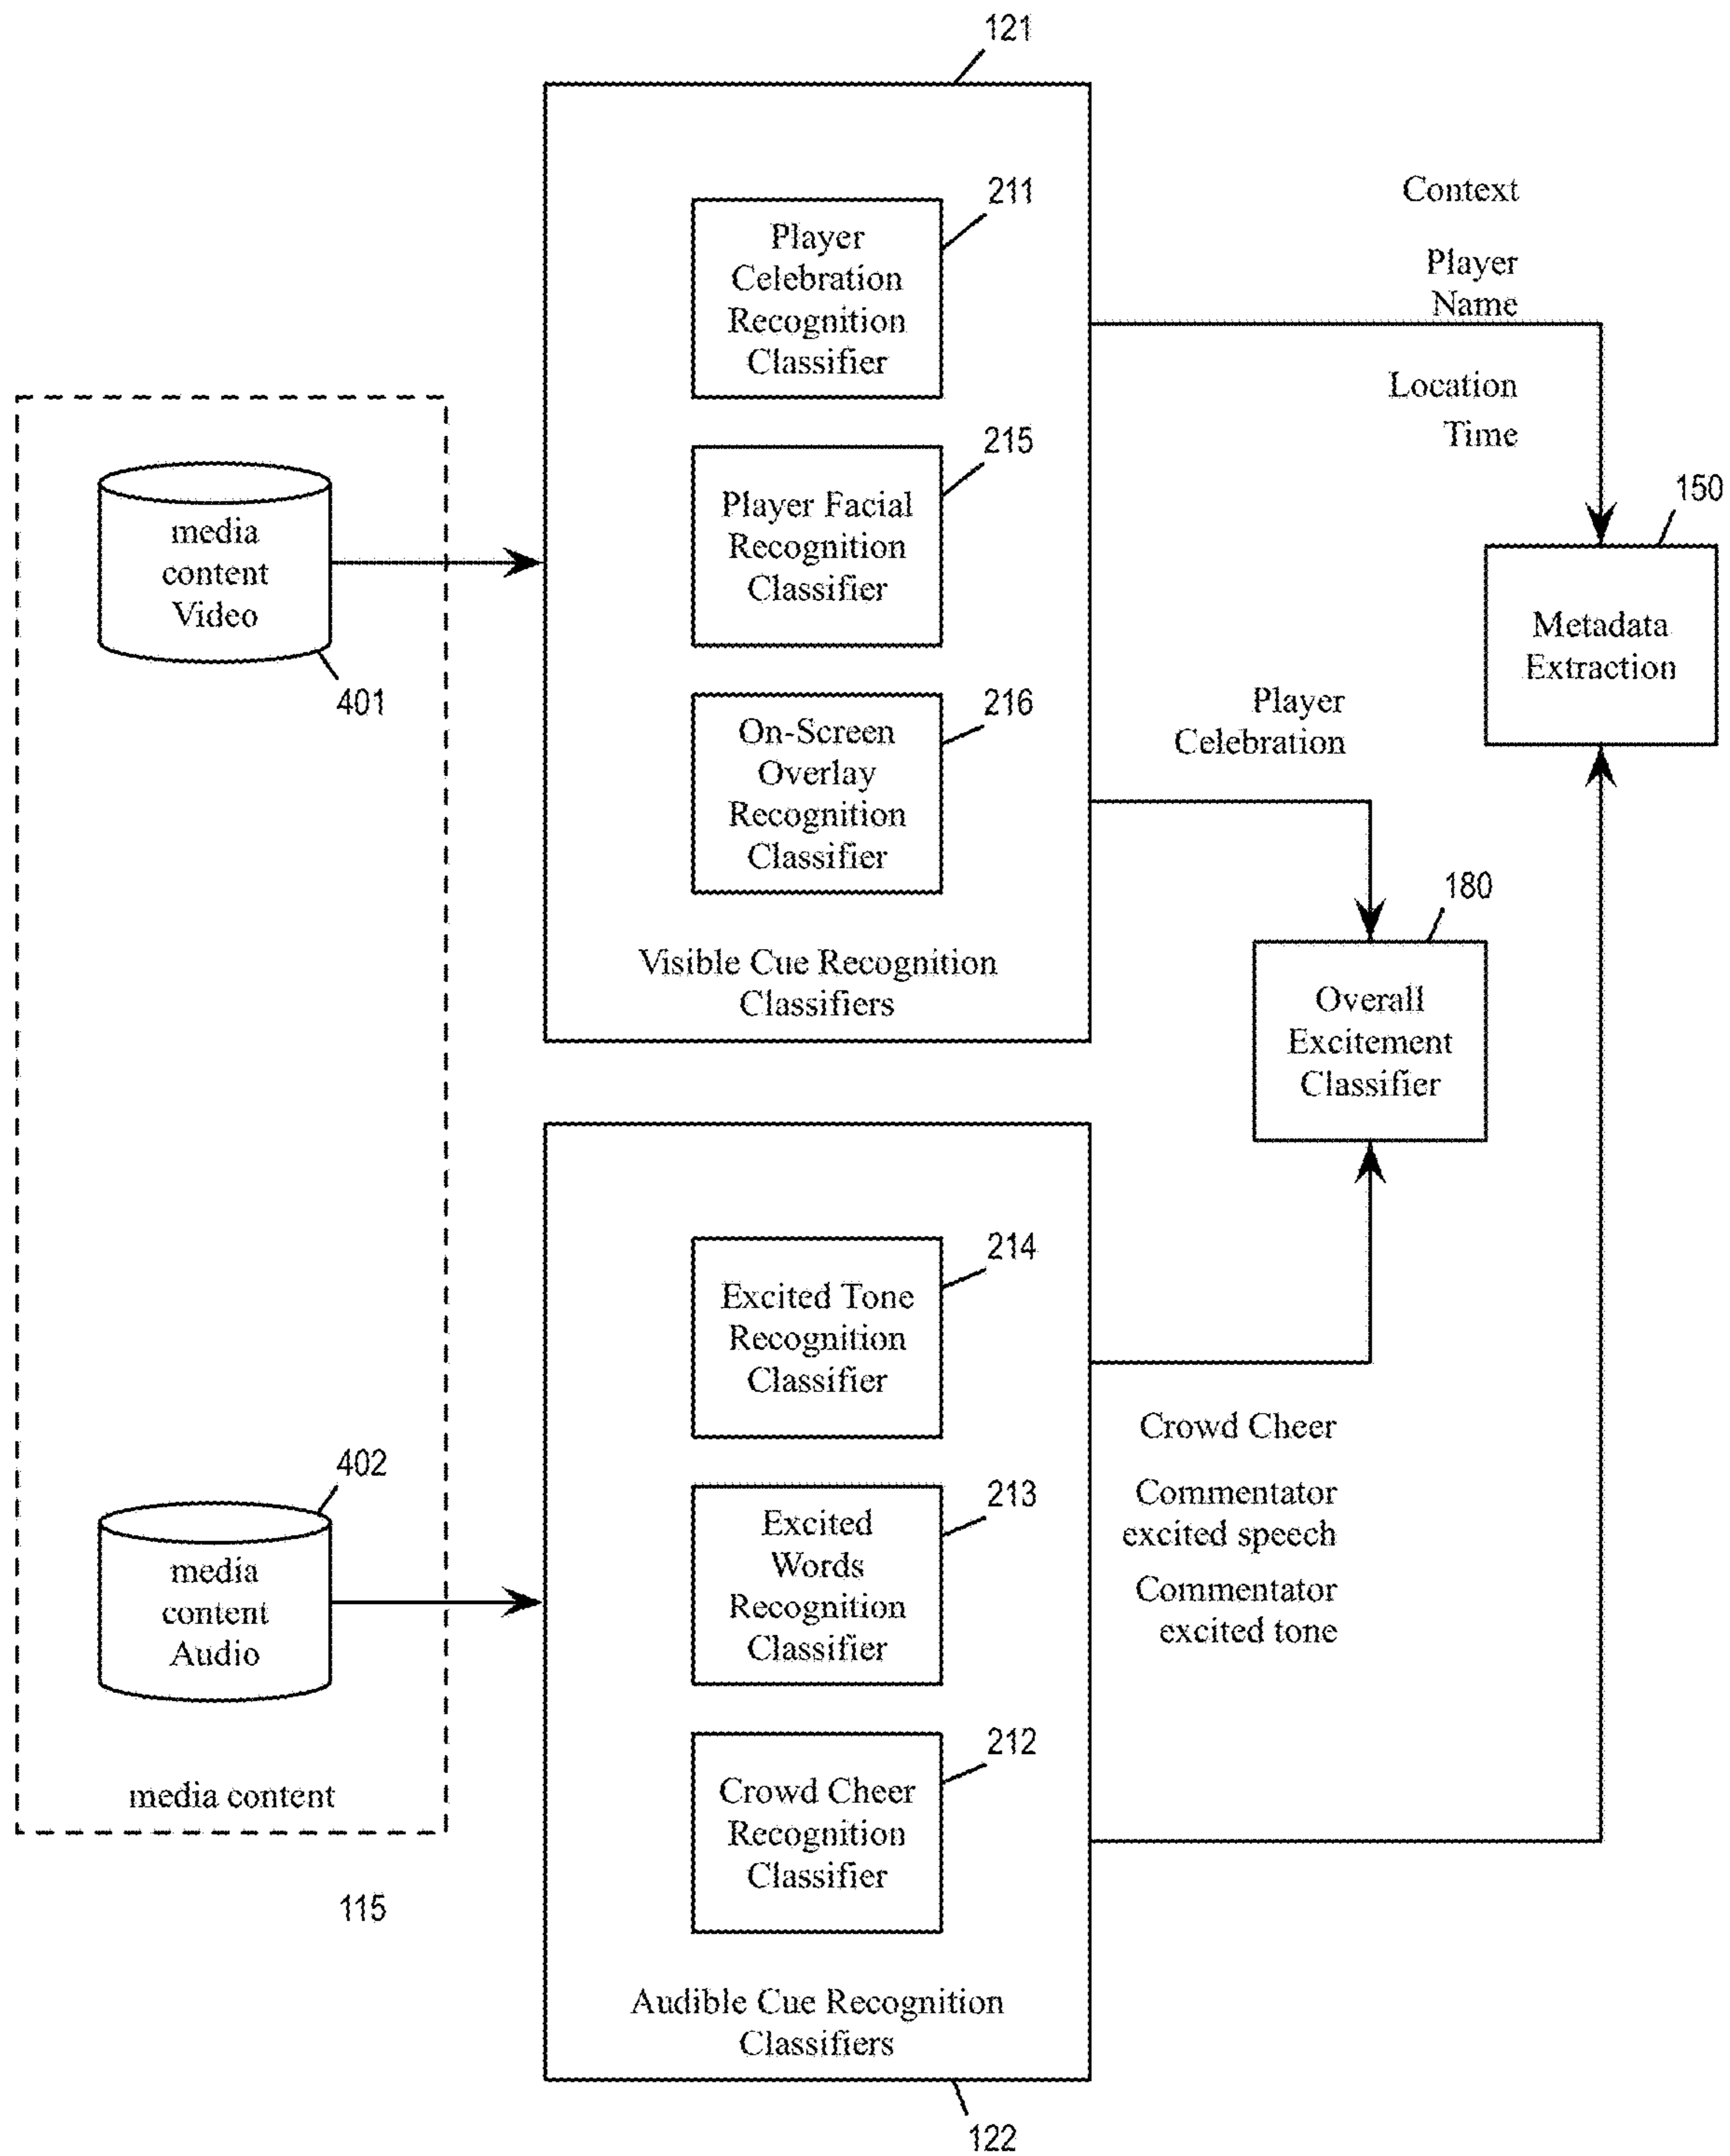 121
211
Player
Celebration
Recognition
Classifier
Context
Player
Name
Location
Time
215
Player Facial
Recognition
Classifier
150
Metadata
Extraction
media
content
Video
401
216
On-Screen
Overlay
Recognition
Classifier
Player
Celebration
180
Overall
Excitement
Classifier
Visible Cue Recognition
Classifiers
214
Excited Tone
Recognition
Classifier
Crowd Cheer
Commentator
excited speech
Commentator
excited tone
402
media
content
Audio
213
Excited
Words
Recognition
Classifier
212
Crowd Cheer
Recognition
Classifier
media content
115
Audible Cue Recognition
Classifiers
122